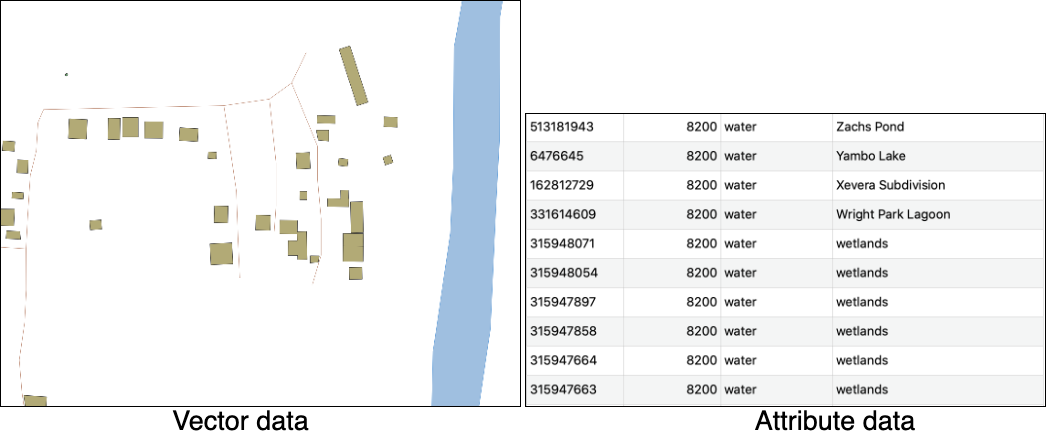 513181943 8200 water Zachs Pond
6476645 8200 water Yambo Lake
162812729 8200 water Xevera Subdivision
331614609 8200 water Wright Park Lagoon
315948071 8200 water wetlands
315948054 8200 water wetlands
315947897 8200 water wetlands
315947858 8200 water wetlands
315947664 8200 water wetlands
315947663 8200 water wetlands
Vector data
Attribute data